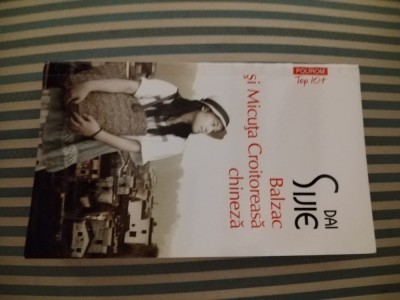 POLIROM
Top 10+
DAI
SIJIE
Balzac
și Micuța Croitoreasă
chineză